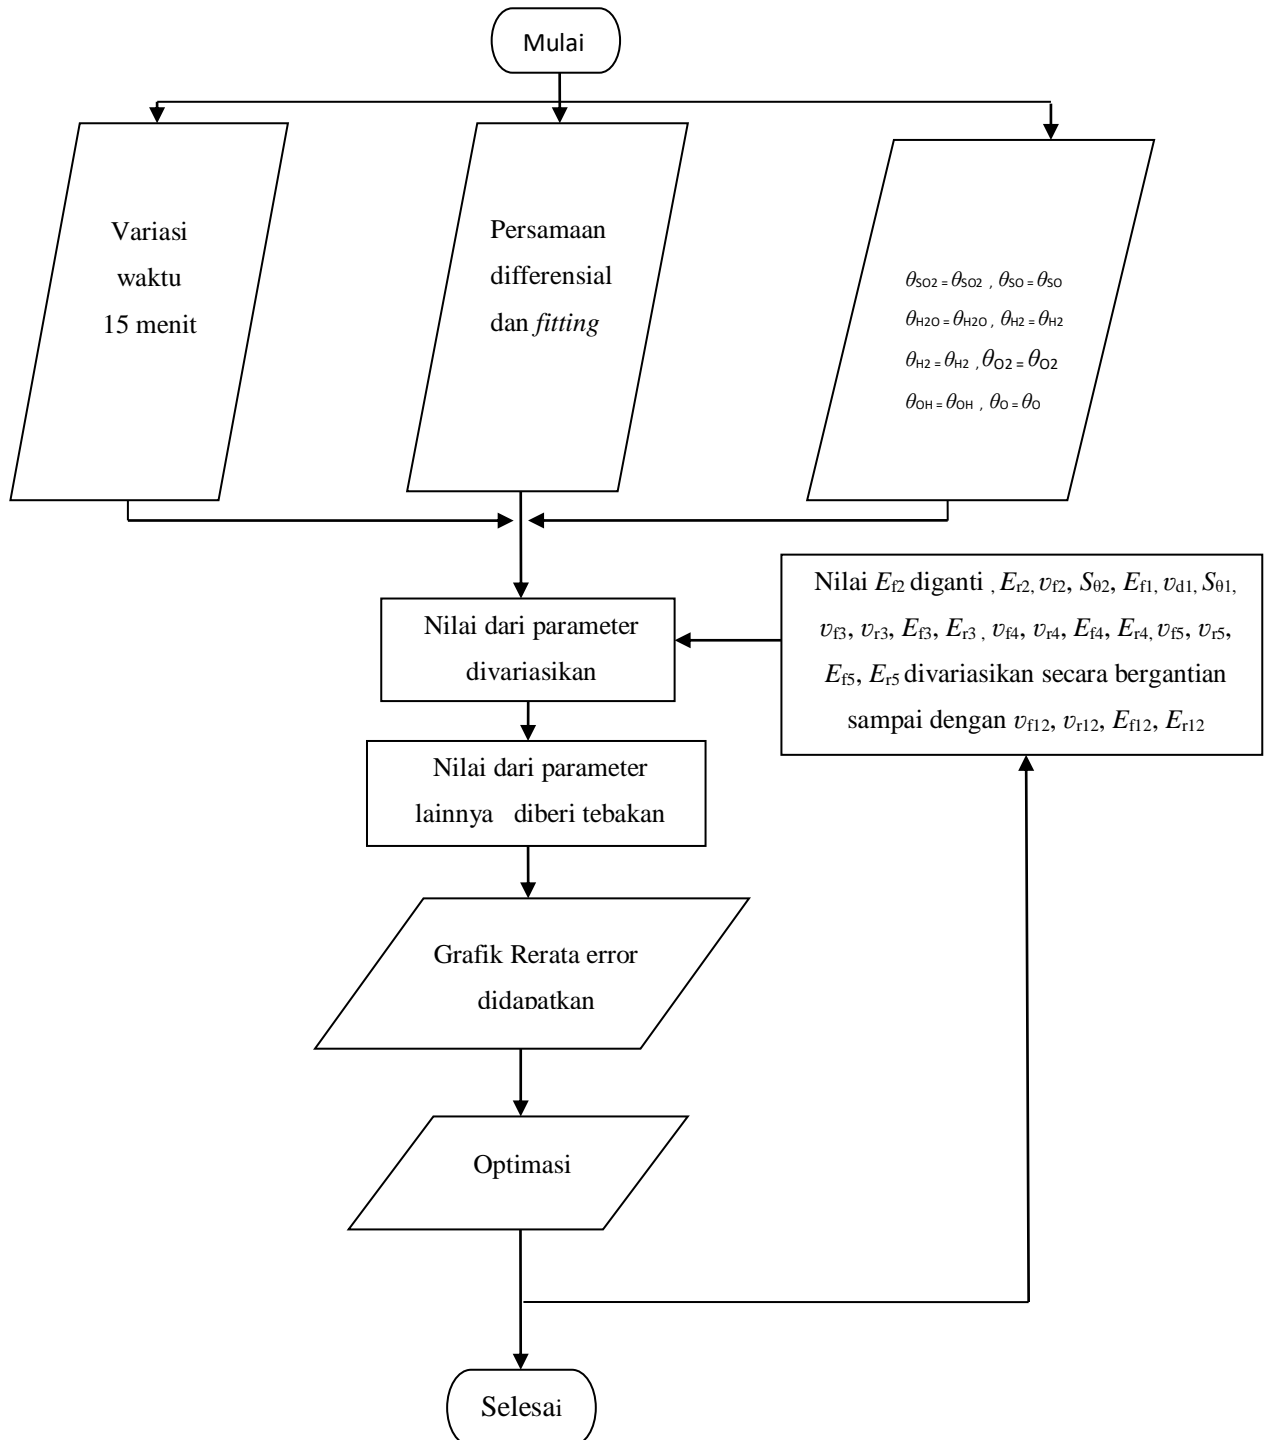 Mulai
Variasi
waktu
15 menit
Persamaan
differensial
dan fitting
θSO2 = θSO2 , θSO = θSO
θH2O = θH2O , θH2 = θH2
θH2 = θH2 , θO2 = θO2
θOH = θOH , θO = θO
Nilai Ef2 diganti , Er2, vf2, Sθ2, Ef1, vd1, Sθ1,
vf3, vr3, Ef3, Er3 , vf4, vr4, Ef4, Er4, vf5, vr5,
Ef5, Er5 divariasikan secara bergantian
sampai dengan vf12, vr12, Ef12, Er12
Nilai dari parameter
divariasikan
Nilai dari parameter
lainnya diberi tebakan
Grafik Rerata error
didapatkan
Optimasi
Selesai